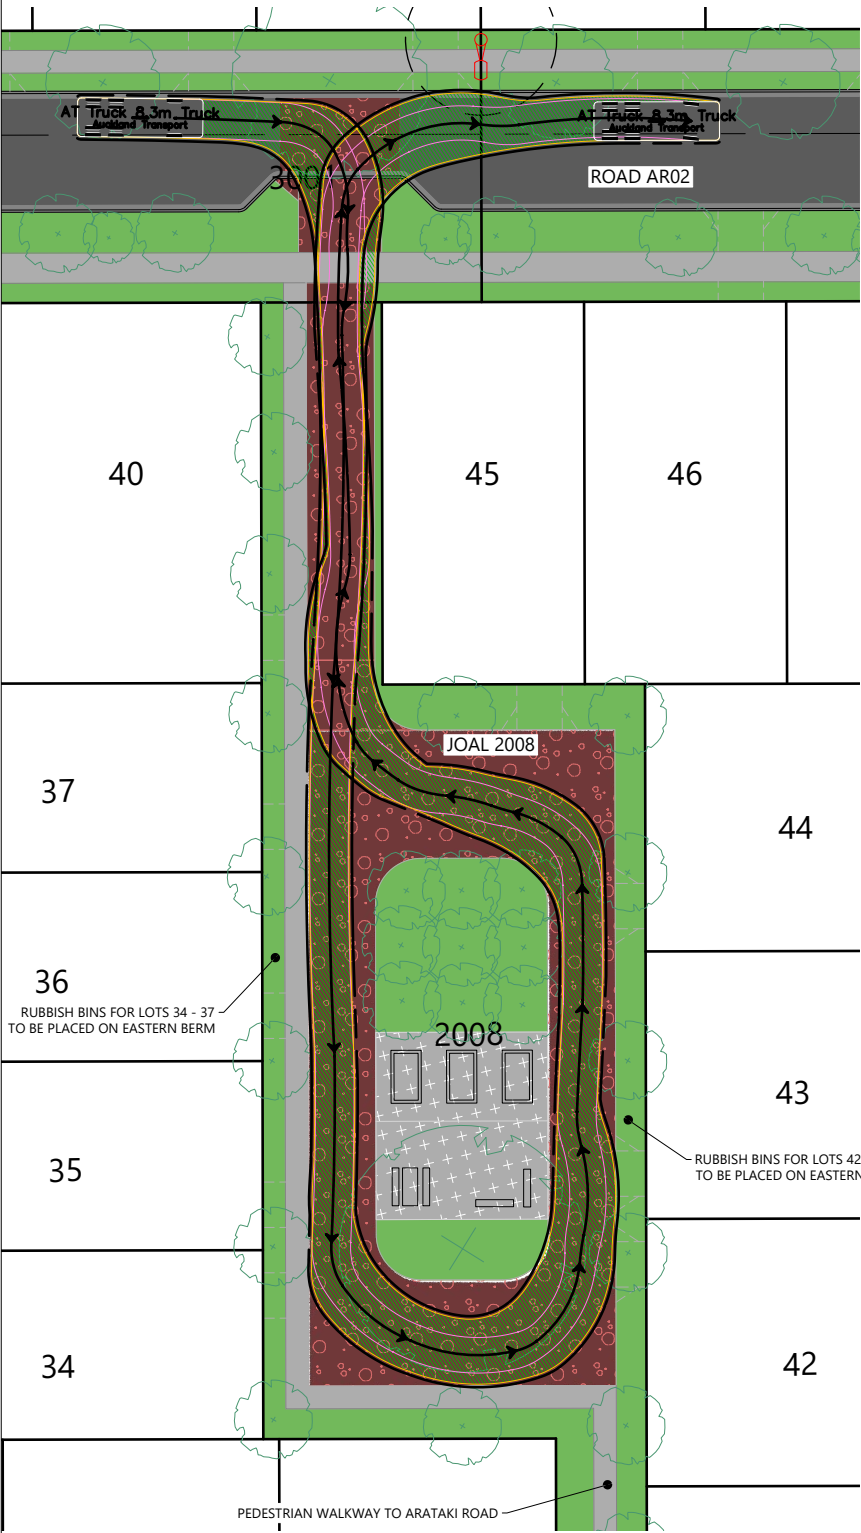 AT Truck 8.3m Truck
Auckland Transport
AT Truck 8.3m Truck
Auckland Transport
ROAD AR02
40
45
46
JOAL 2008
37
44
36
RUBBISH BINS FOR LOTS 34 - 37
TO BE PLACED ON EASTERN BERM
2008
43
35
RUBBISH BINS FOR LOTS 42
TO BE PLACED ON EASTERN
34
42
PEDESTRIAN WALKWAY TO ARATAKI ROAD